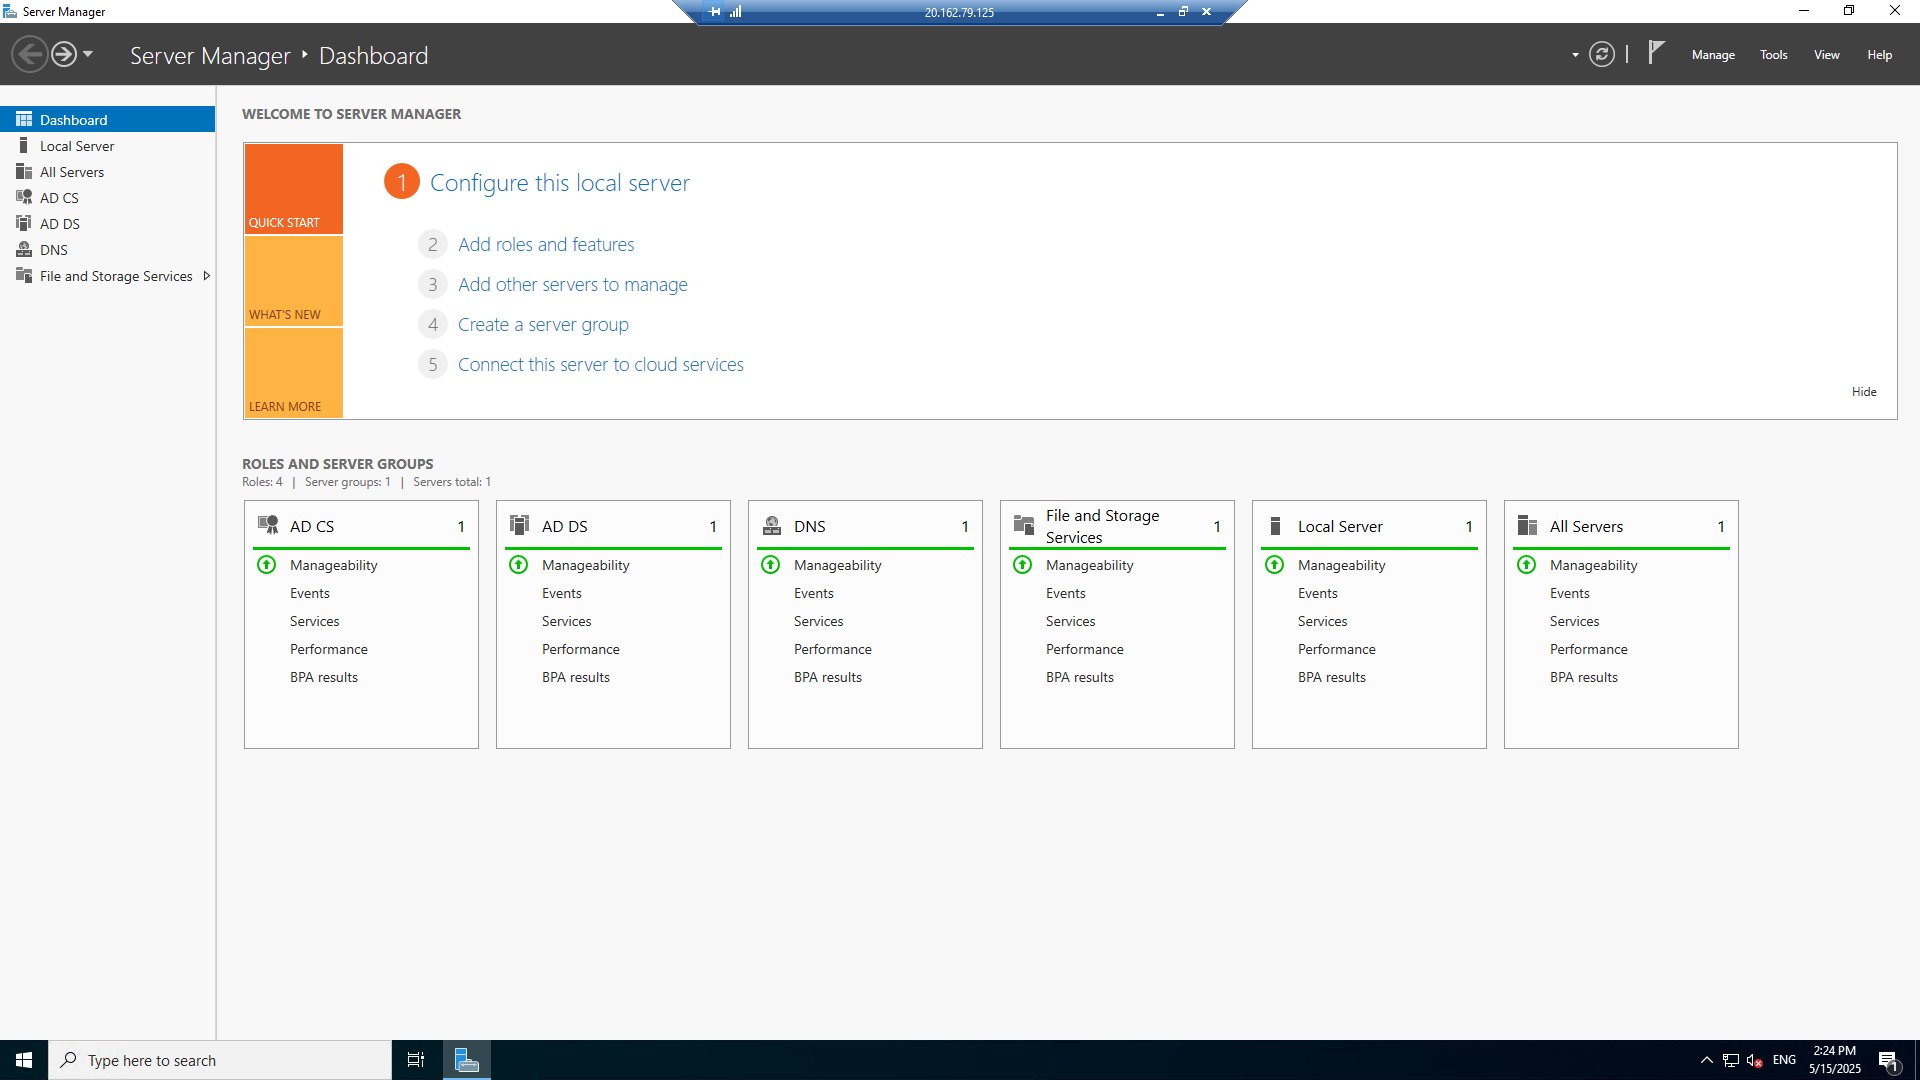 Server Manager
20.162.79.125
Server Manager ‣ Dashboard
Manage
Tools
View
Help
Dashboard
Local Server
All Servers
AD CS
AD DS
DNS
File and Storage Services
WELCOME TO SERVER MANAGER
QUICK START
WHAT'S NEW
LEARN MORE
1 Configure this local server
2 Add roles and features
3 Add other servers to manage
4 Create a server group
5 Connect this server to cloud services
Hide
ROLES AND SERVER GROUPS
Roles: 4 | Server groups: 1 | Servers total: 1
AD CS 1
Manageability
Events
Services
Performance
BPA results
AD DS 1
Manageability
Events
Services
Performance
BPA results
DNS 1
Manageability
Events
Services
Performance
BPA results
File and Storage
Services 1
Manageability
Events
Services
Performance
BPA results
Local Server 1
Manageability
Events
Services
Performance
BPA results
All Servers 1
Manageability
Events
Services
Performance
BPA results
Type here to search
ENG
2:24 PM
5/15/2025
1